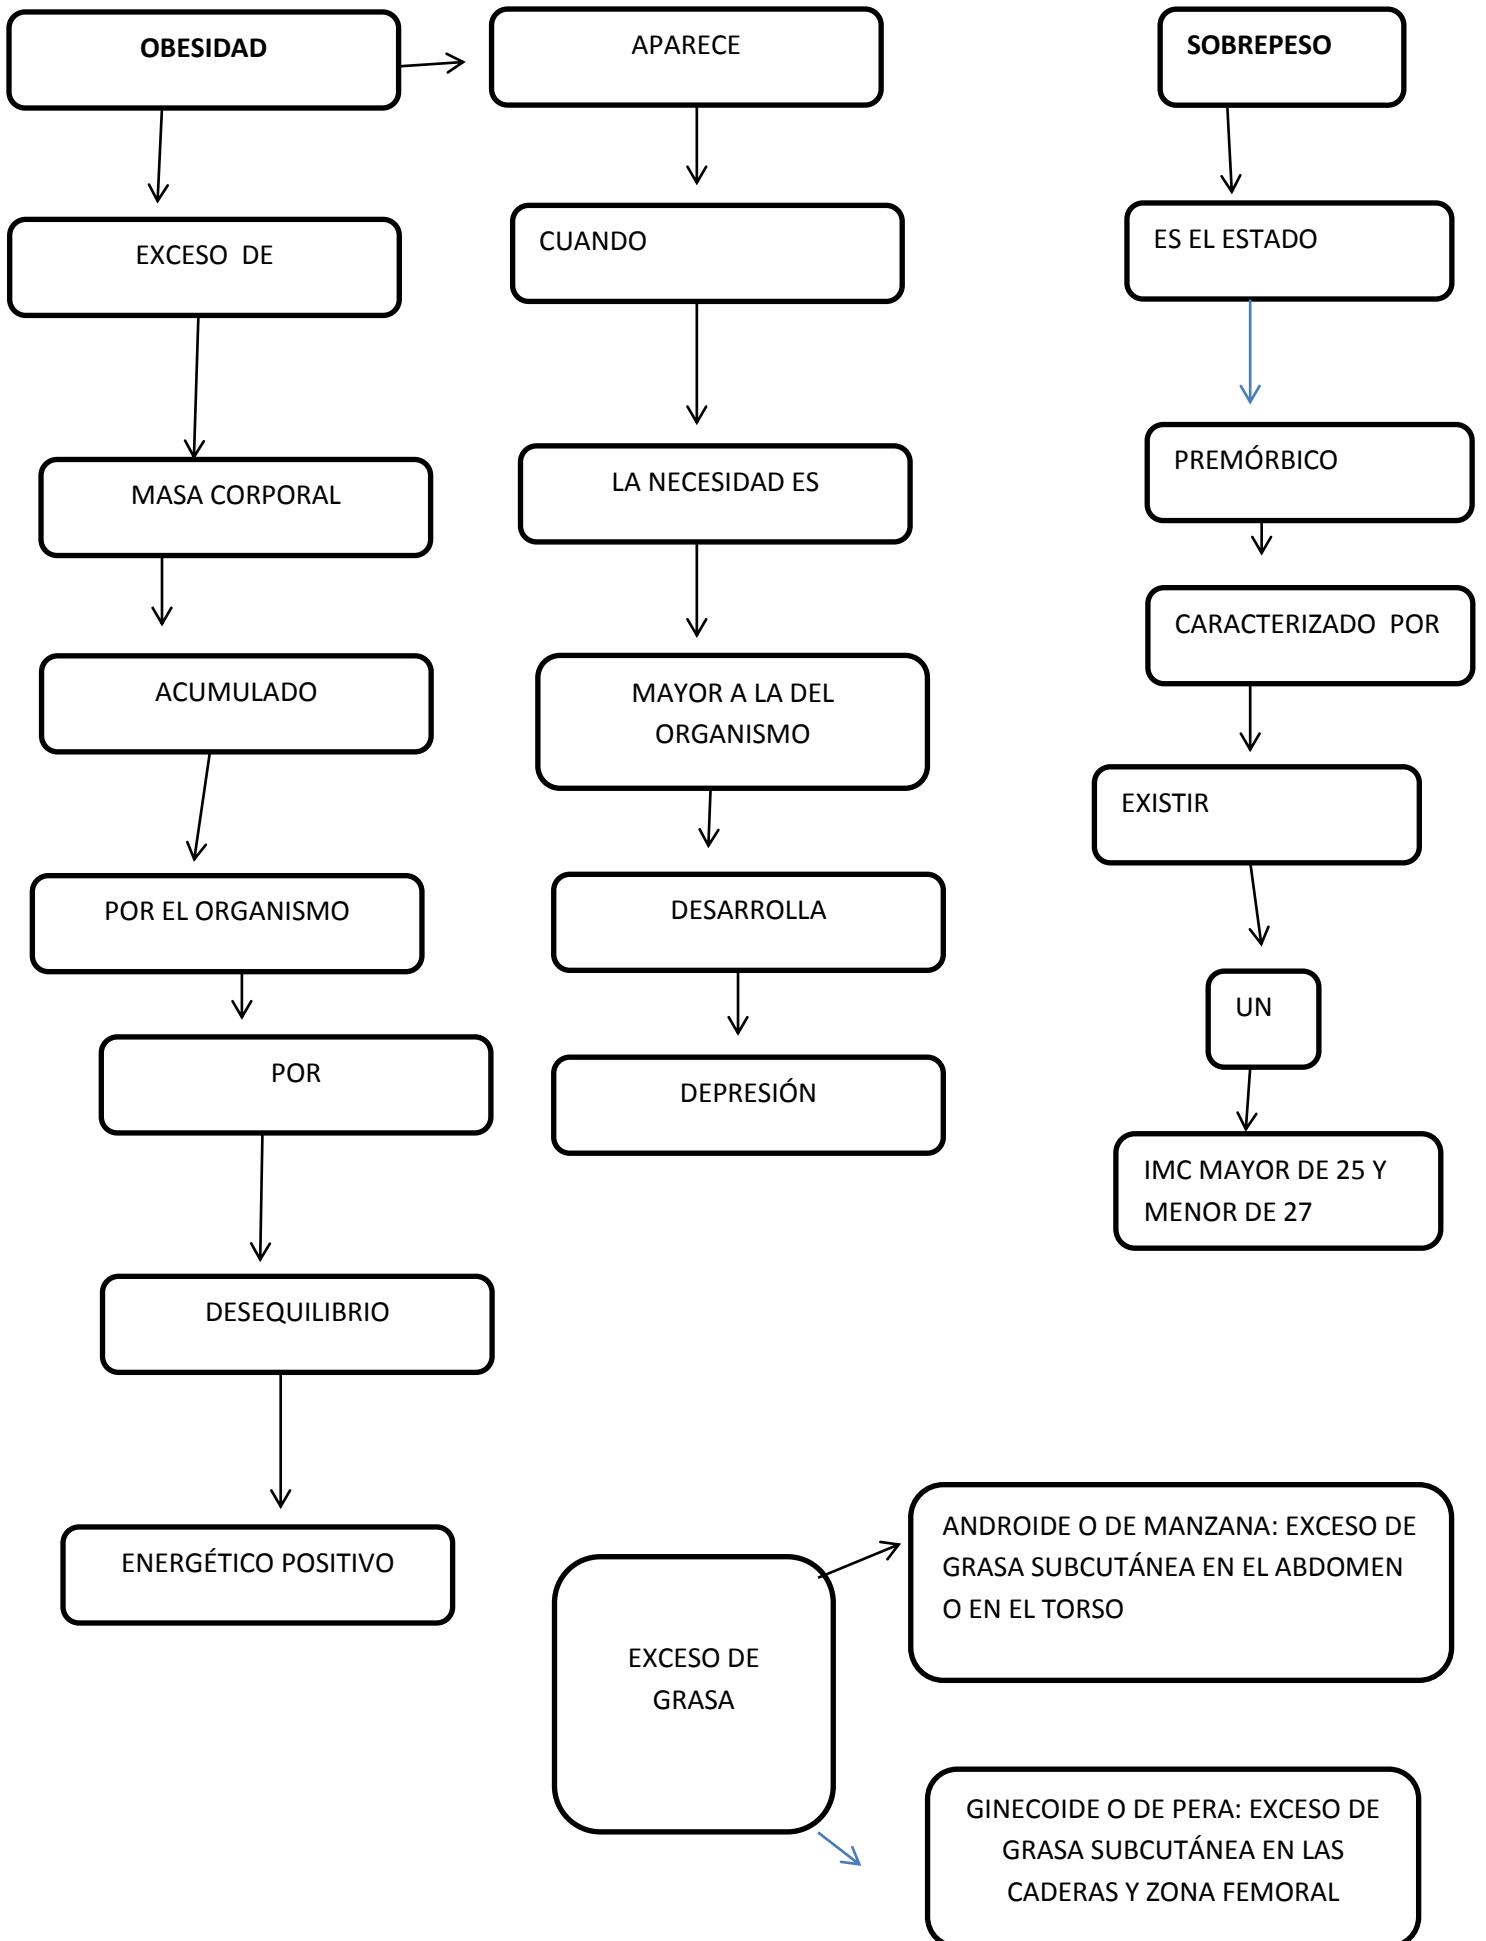 OBESIDAD
EXCESO DE
MASA CORPORAL
ACUMULADO
POR EL ORGANISMO
POR
DESEQUILIBRIO
ENERGÉTICO POSITIVO
APARECE
CUANDO
LA NECESIDAD ES
MAYOR A LA DEL
ORGANISMO
DESARROLLA
DEPRESIÓN
SOBREPESO
ES EL ESTADO
PREMÓRBICO
CARACTERIZADO POR
EXISTIR
UN
IMC MAYOR DE 25 Y
MENOR DE 27
EXCESO DE
GRASA
ANDROIDE O DE MANZANA: EXCESO DE
GRASA SUBCUTÁNEA EN EL ABDOMEN
O EN EL TORSO
GINECOIDE O DE PERA: EXCESO DE
GRASA SUBCUTÁNEA EN LAS
CADERAS Y ZONA FEMORAL